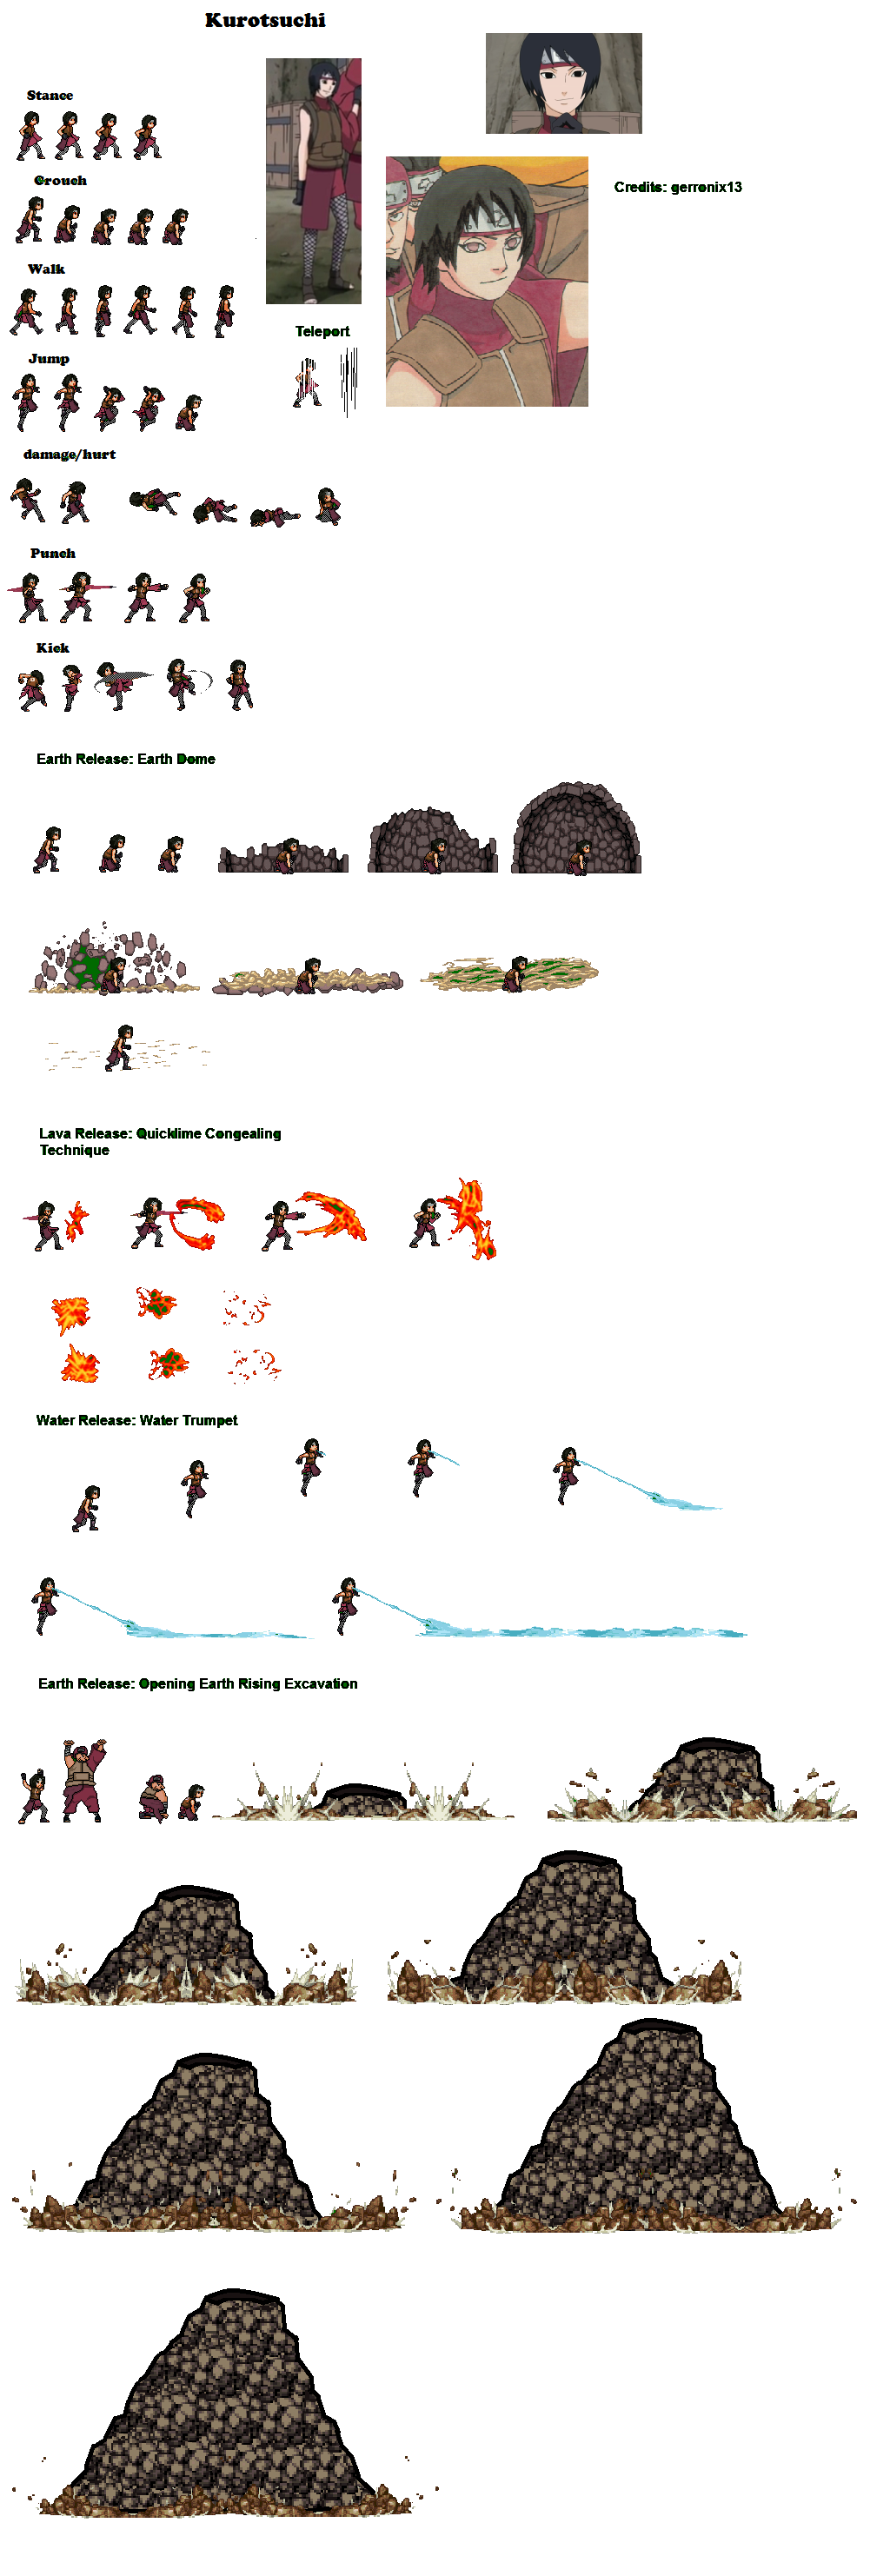 Kurotsuchi
Stance
Crouch
Credits: gerronix13
Walk
Teleport
Jump
damage/hurt
Punch
Kick
Earth Release: Earth Dome
Lava Release: Quicklime Congealing
Technique
Water Release: Water Trumpet
Earth Release: Opening Earth Rising Excavation